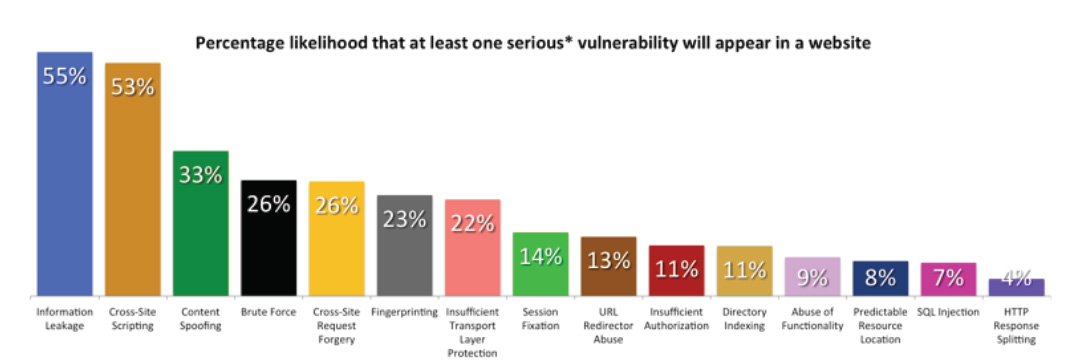 Percentage likelihood that at least one serious* vulnerability will appear in a website
55%
53%
33%
26%
26%
23%
22%
14%
13%
11%
11%
9%
8%
7%
4%
Information
Leakage
Cross-Site
Scripting
Content
Spoofing
Brute Force
Cross-Site
Request
Forgery
Fingerprinting
Insufficient
Transport
Layer
Protection
Session
Fixation
URL
Redirector
Abuse
Insufficient
Authorization
Directory
Indexing
Abuse of
Functionality
Predictable
Resource
Location
SQL Injection
HTTP
Response
Splitting